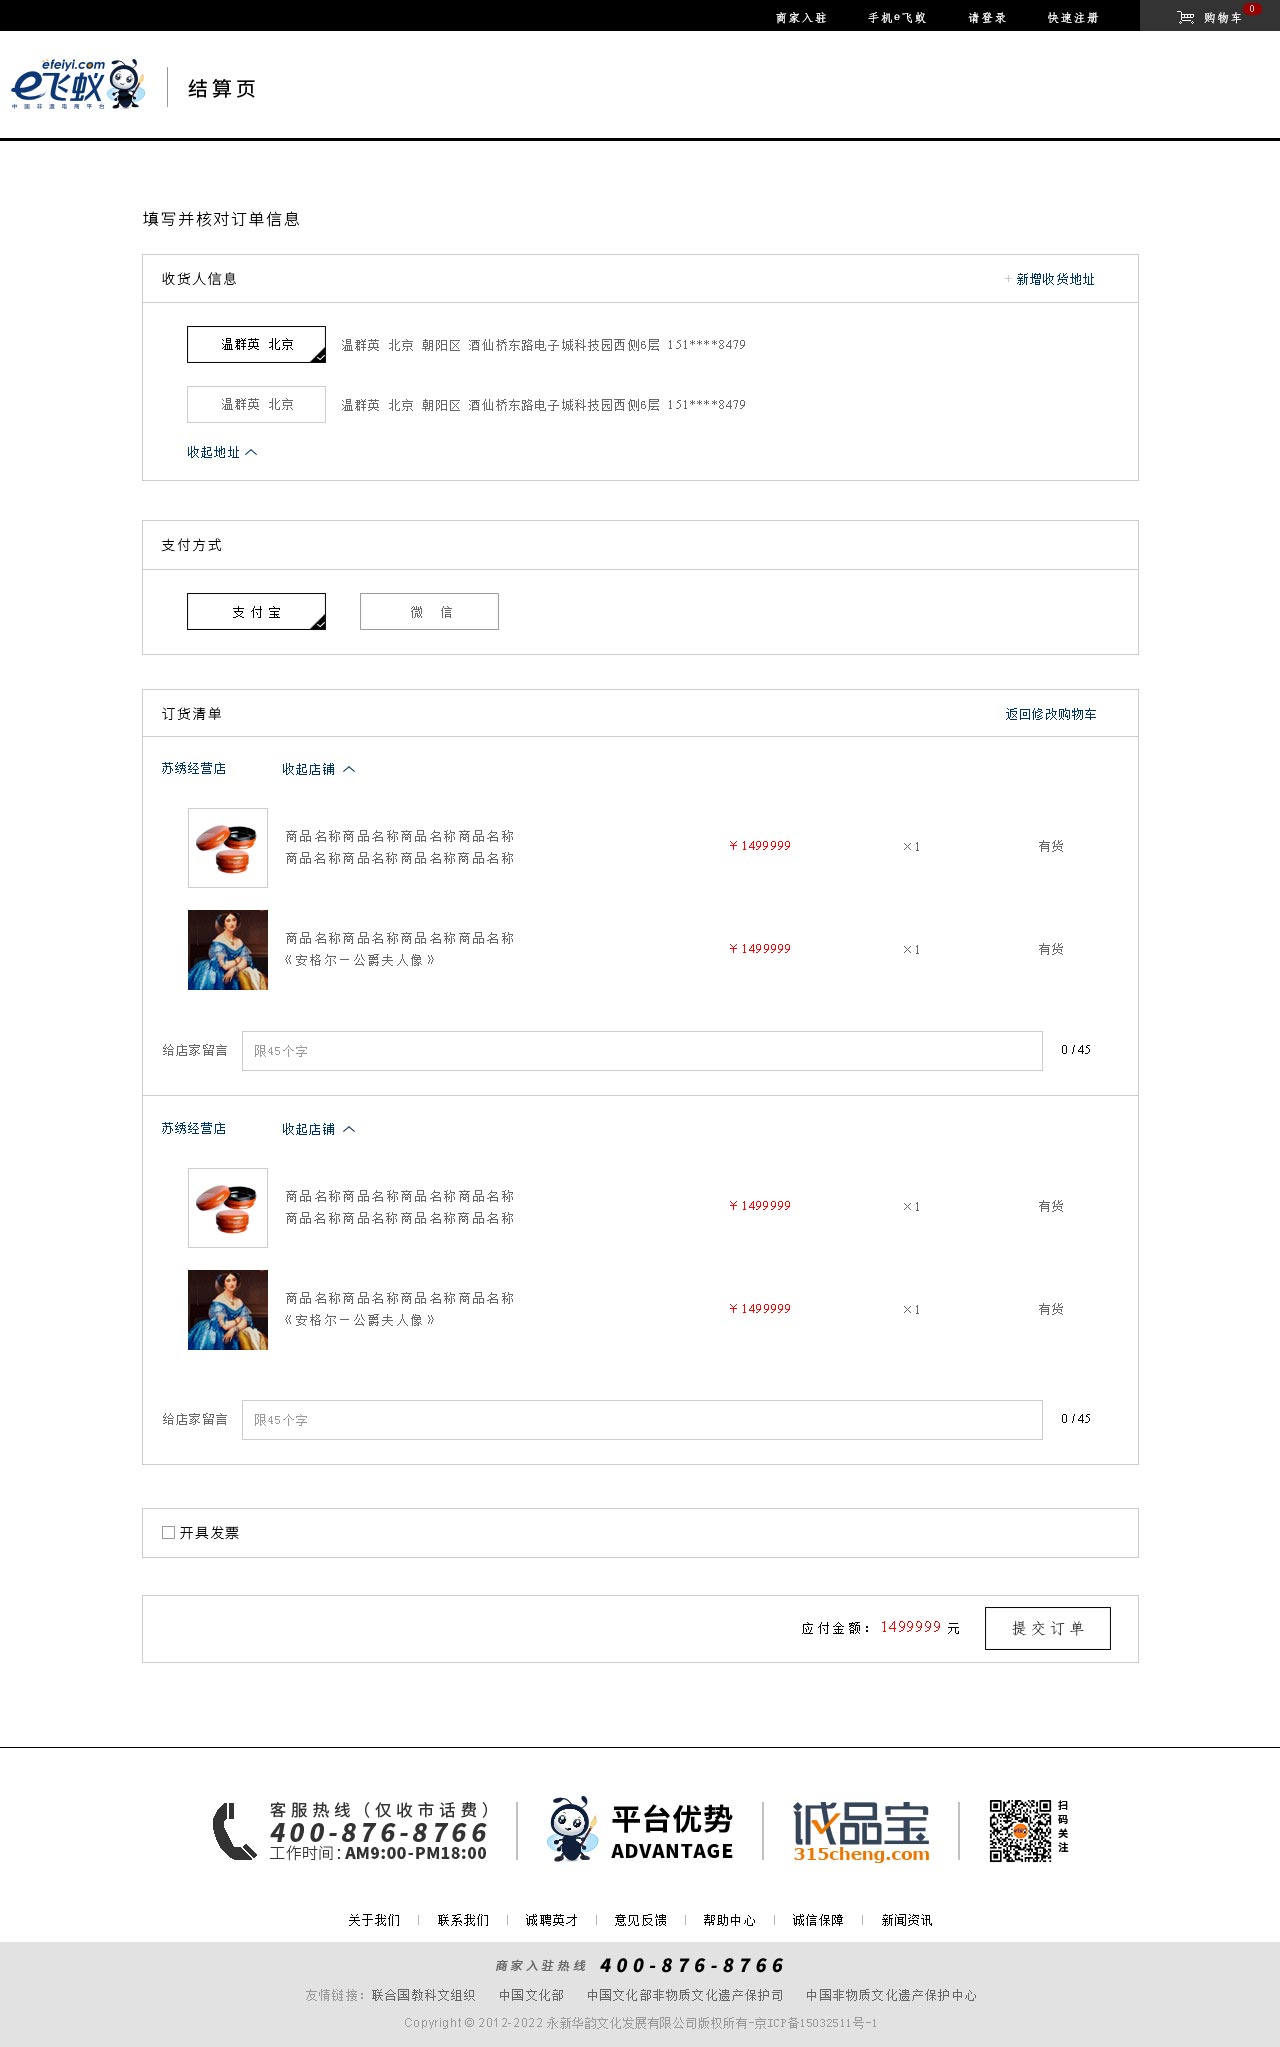 商家入驻 手机e飞蚁 请登录 快速注册 购物车 0
efeiyi.com
e飞蚁
中国非遗电商平台
结算页
填写并核对订单信息
收货人信息 + 新增收货地址
温群英 北京 温群英 北京 朝阳区 酒仙桥东路电子城科技园西侧6层 151****8479
温群英 北京 温群英 北京 朝阳区 酒仙桥东路电子城科技园西侧6层 151****8479
收起地址
支付方式
支付宝 微 信
订货清单 返回修改购物车
苏绣经营店 收起店铺
商品名称商品名称商品名称商品名称
商品名称商品名称商品名称商品名称
￥1499999 ×1 有货
商品名称商品名称商品名称商品名称
《安格尔－公爵夫人像》
￥1499999 ×1 有货
给店家留言 限45个字 0/45
苏绣经营店 收起店铺
商品名称商品名称商品名称商品名称
商品名称商品名称商品名称商品名称
￥1499999 ×1 有货
商品名称商品名称商品名称商品名称
《安格尔－公爵夫人像》
￥1499999 ×1 有货
给店家留言 限45个字 0/45
开具发票
应付金额：1499999 元 提交订单
客服热线（仅收市话费）
400-876-8766
工作时间：AM9:00-PM18:00
平台优势
ADVANTAGE
诚品宝
315cheng.com
扫码关注
关于我们 | 联系我们 | 诚聘英才 | 意见反馈 | 帮助中心 | 诚信保障 | 新闻资讯
商家入驻热线 400-876-8766
友情链接：联合国教科文组织 中国文化部 中国文化部非物质文化遗产保护司 中国非物质文化遗产保护中心
Copyright © 2012-2022 永新华韵文化发展有限公司版权所有-京ICP备15032511号-1